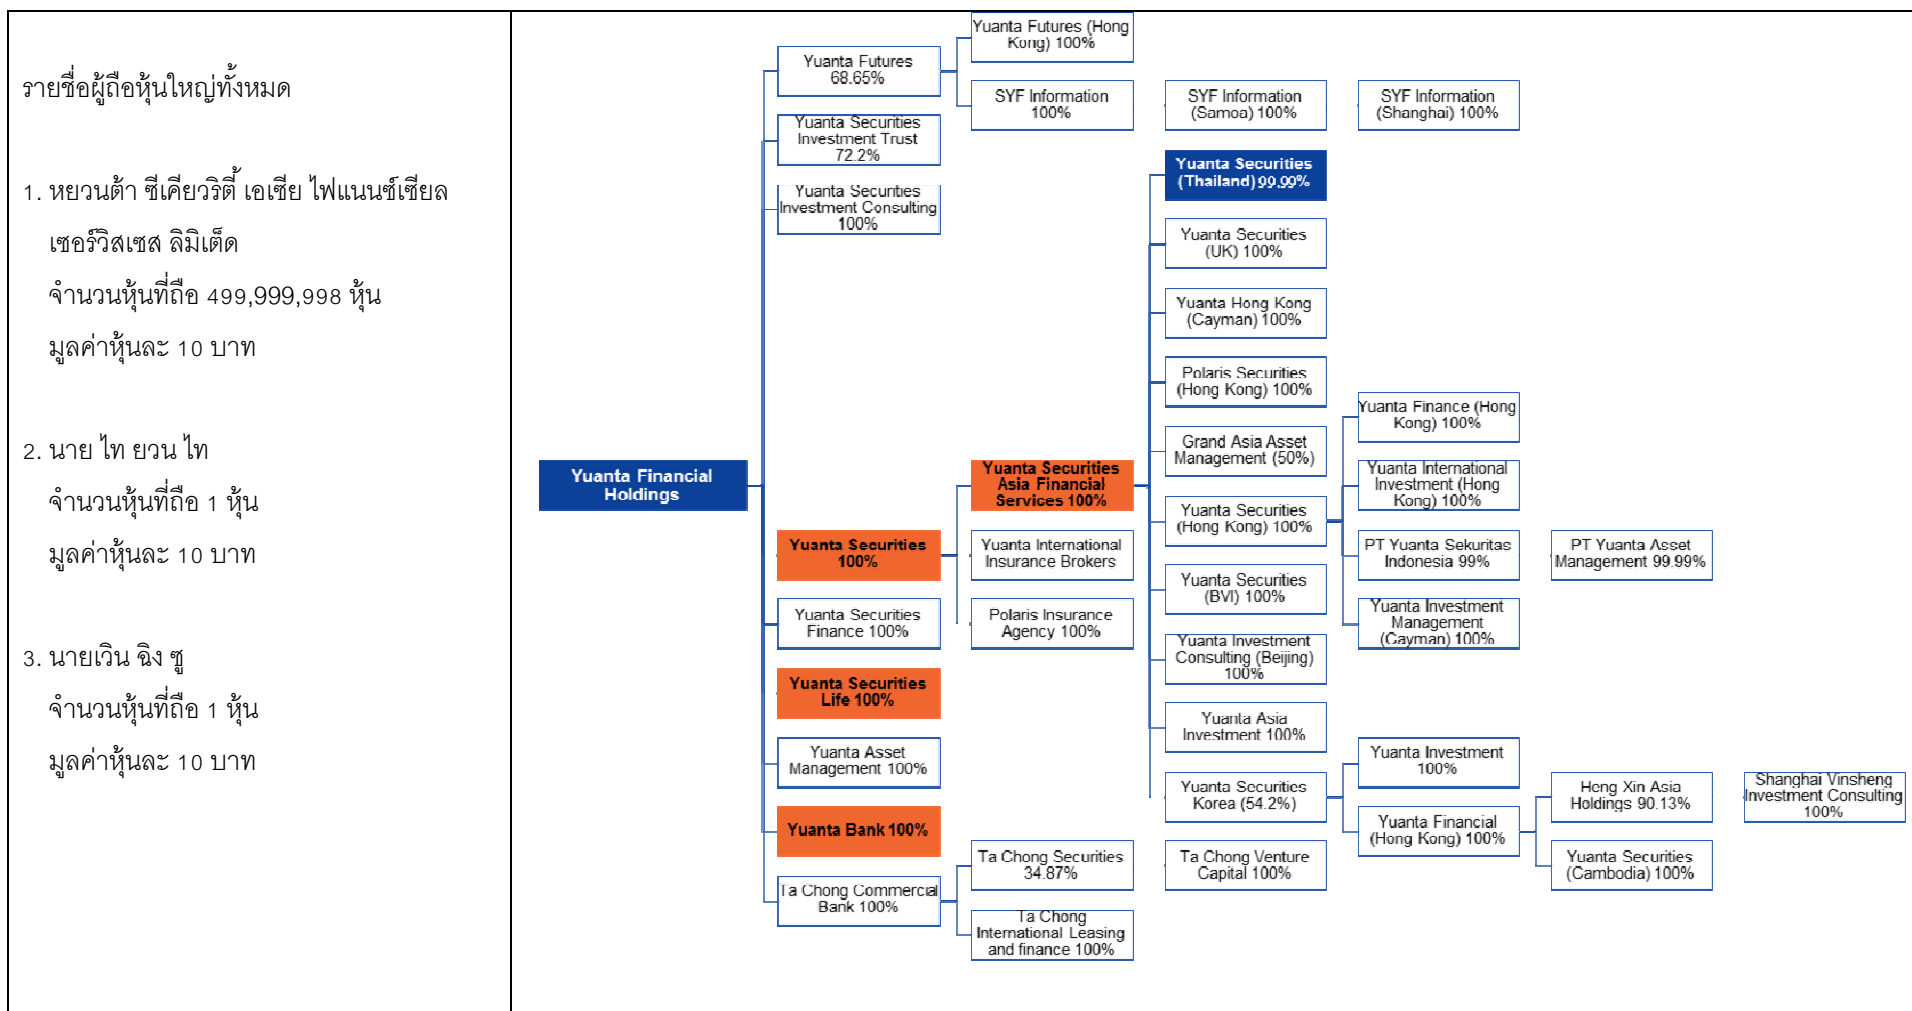 รายชื่อผู้ถือหุ้นใหญ่ทั้งหมด
1. หยวนต้า ซีเคียวริตี้ เอเซีย ไฟแนนซ์เซียล
เซอร์วิสเซส ลิมิเต็ด
จำนวนหุ้นที่ถือ 499,999,998 หุ้น
มูลค่าหุ้นละ 10 บาท
2. นาย ไท ยวน ไท
จำนวนหุ้นที่ถือ 1 หุ้น
มูลค่าหุ้นละ 10 บาท
3. นายเวิน ฉิง ซู
จำนวนหุ้นที่ถือ 1 หุ้น
มูลค่าหุ้นละ 10 บาท
Yuanta Financial
Holdings
Yuanta Futures
68.65%
Yuanta Securities
Investment Trust
72.2%
Yuanta Securities
Investment Consulting
100%
Yuanta Securities
100%
Yuanta Securities
Finance 100%
Yuanta Securities
Life 100%
Yuanta Asset
Management 100%
Yuanta Bank 100%
Ta Chong Commercial
Bank 100%
Yuanta Futures (Hong
Kong) 100%
SYF Information
100%
Yuanta Securities
Asia Financial
Services 100%
Yuanta International
Insurance Brokers
Polaris Insurance
Agency 100%
Ta Chong Securities
34.87%
Ta Chong
International Leasing
and finance 100%
SYF Information
(Samoa) 100%
Yuanta Securities
(Thailand) 99.99%
Yuanta Securities
(UK) 100%
Yuanta Hong Kong
(Cayman) 100%
Polaris Securities
(Hong Kong) 100%
Grand Asia Asset
Management (50%)
Yuanta Securities
(Hong Kong) 100%
Yuanta Securities
(BVI) 100%
Yuanta Investment
Consulting (Beijing)
100%
Yuanta Asia
Investment 100%
Yuanta Securities
Korea (54.2%)
Ta Chong Venture
Capital 100%
SYF Information
(Shanghai) 100%
Yuanta Finance (Hong
Kong) 100%
Yuanta International
Investment (Hong
Kong) 100%
PT Yuanta Sekuritas
Indonesia 99%
Yuanta Investment
Management
(Cayman) 100%
Yuanta Investment
100%
Yuanta Financial
(Hong Kong) 100%
PT Yuanta Asset
Management 99.99%
Heng Xin Asia
Holdings 90.13%
Yuanta Securities
(Cambodia) 100%
Shanghai Vinsheng
Investment Consulting
100%